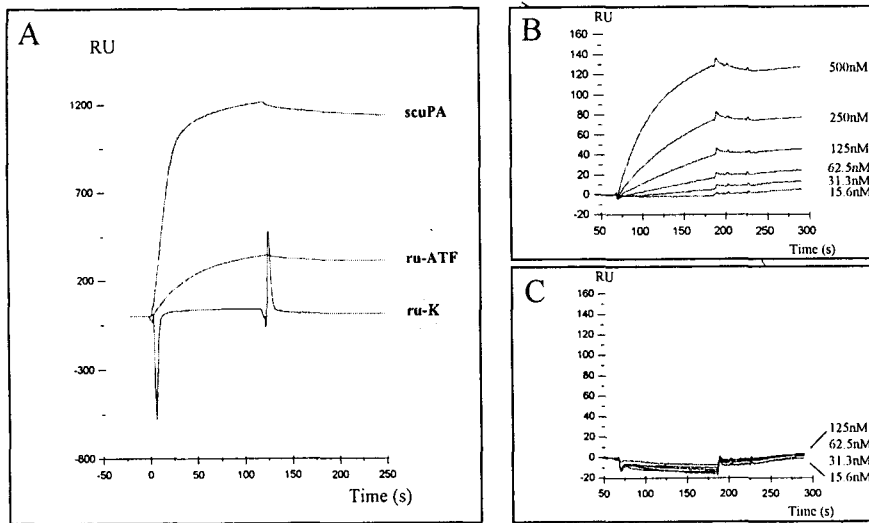 A
RU
1200
700
200
-300
-800
-50
0
50
100
150
200
250
Time (s)
scuPA
ru-ATF
ru-K
B
RU
160
140
120
100
80
60
40
20
0
-20
50
100
150
200
250
300
Time (s)
500nM
250nM
125nM
62.5nM
31.3nM
15.6nM
C
RU
160
140
120
100
80
60
40
20
0
-20
50
100
150
200
250
300
Time (s)
125nM
62.5nM
31.3nM
15.6nM